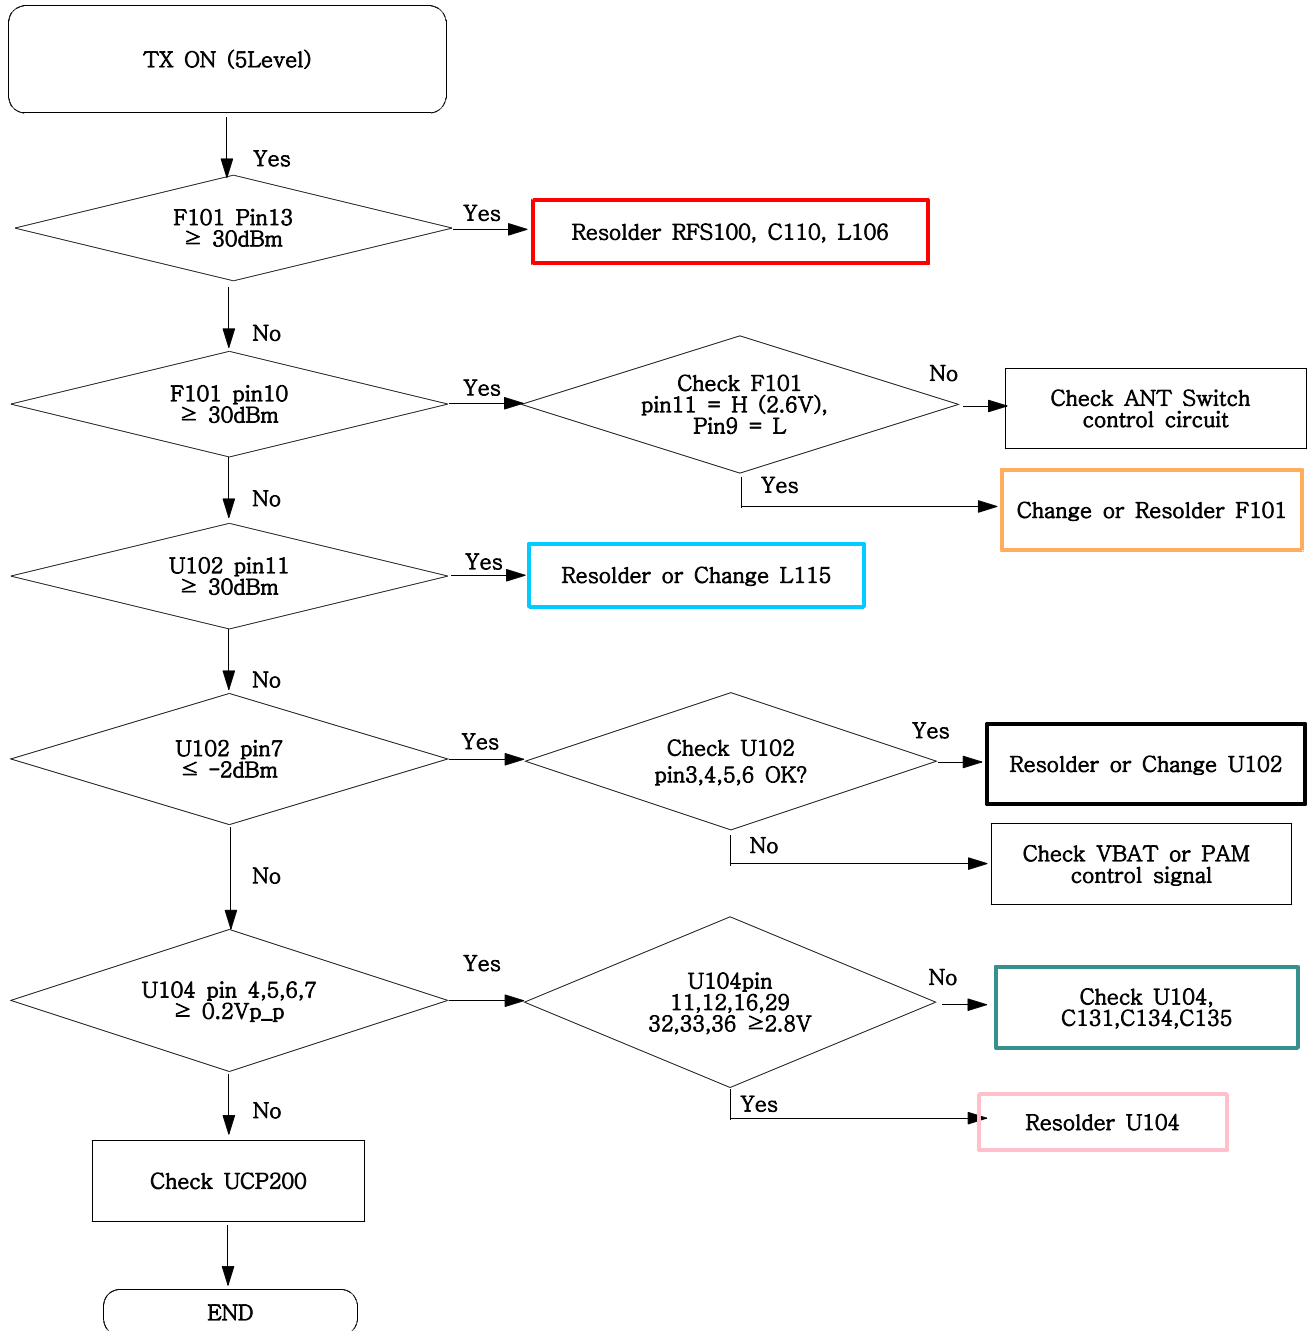 TX ON (5Level)
Yes
F101 Pin13
≥ 30dBm
Yes
Resolder RFS100, C110, L106
No
F101 pin10
≥ 30dBm
Yes
Check F101
pin11 = H (2.6V),
Pin9 = L
No
Check ANT Switch
control circuit
Yes
Change or Resolder F101
No
U102 pin11
≥ 30dBm
Yes
Resolder or Change L115
No
U102 pin7
≤ -2dBm
Yes
Check U102
pin3,4,5,6 OK?
Yes
Resolder or Change U102
No
Check VBAT or PAM
control signal
No
U104 pin 4,5,6,7
≥ 0.2Vp_p
Yes
U104pin
11,12,16,29
32,33,36 ≥2.8V
No
Check U104,
C131,C134,C135
Yes
Resolder U104
No
Check UCP200
END